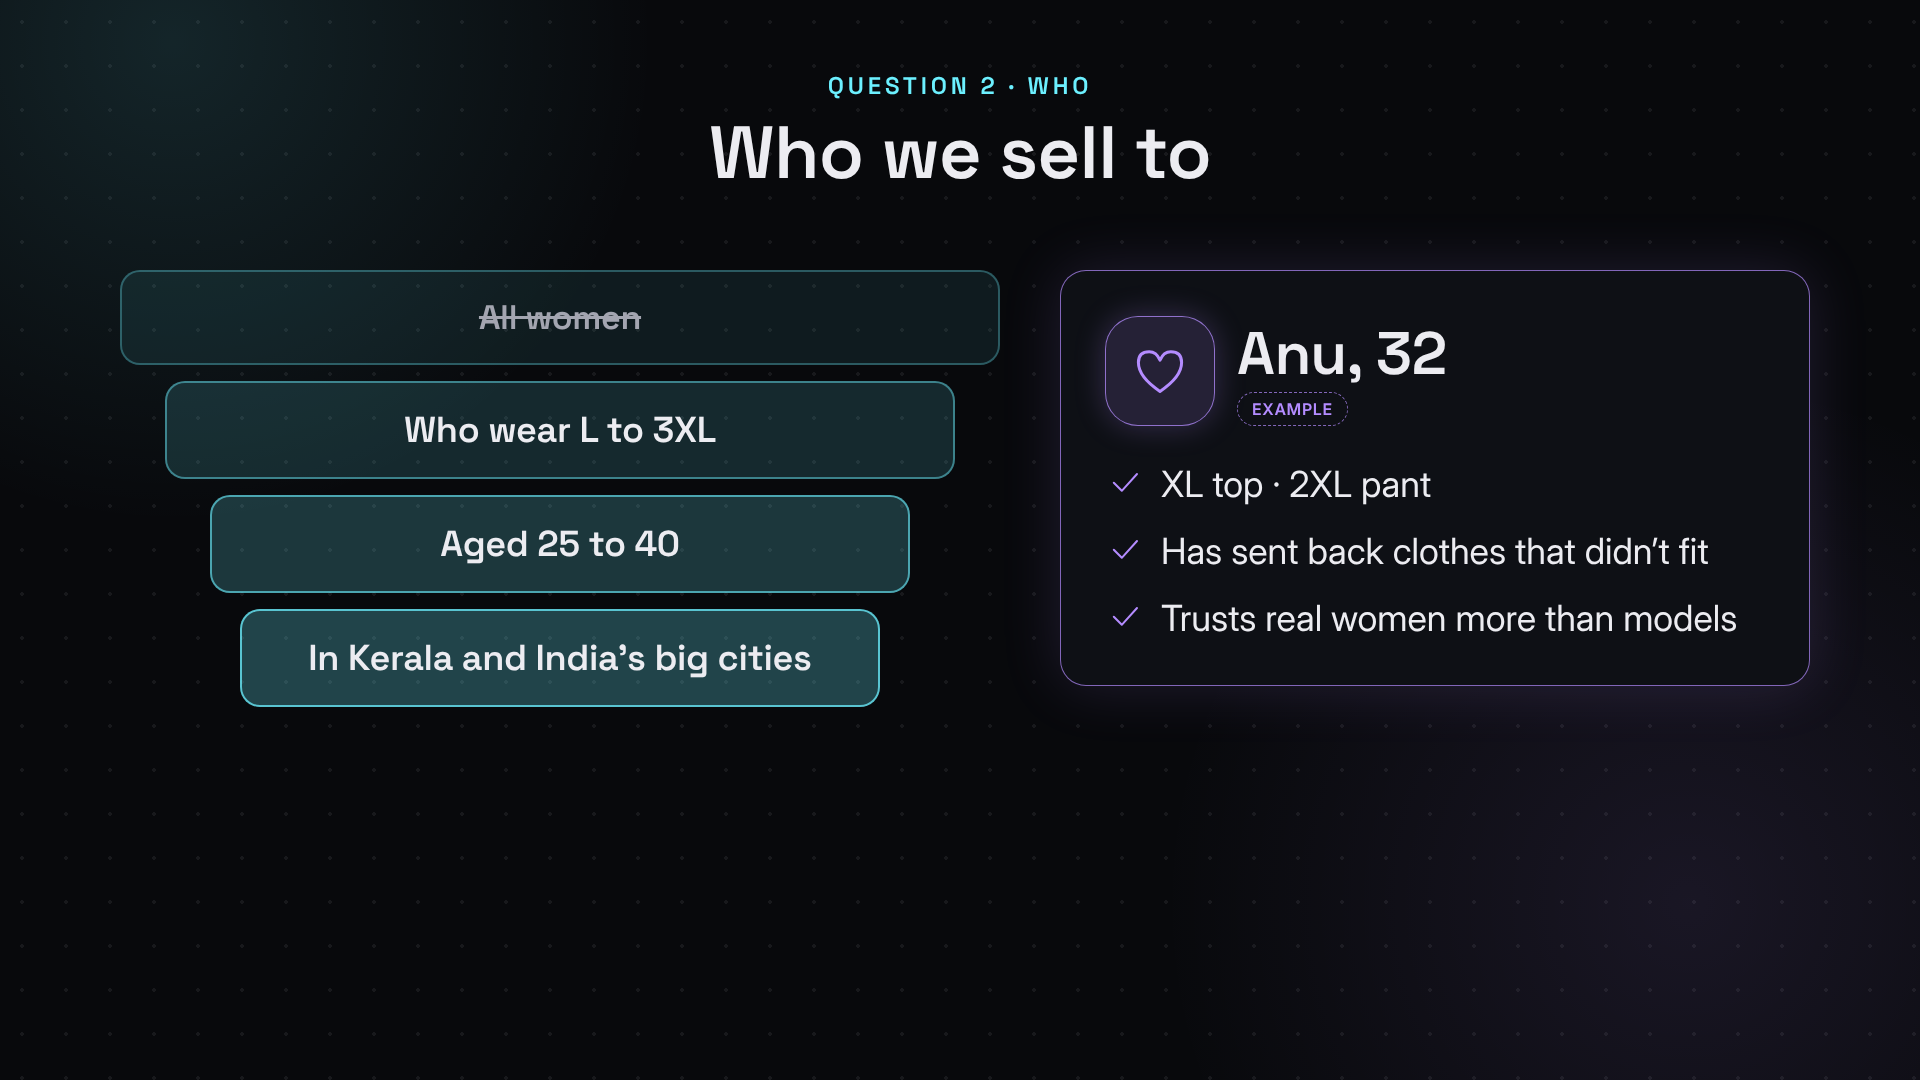 QUESTION 2 · WHO
Who we sell to
All women
Who wear L to 3XL
Aged 25 to 40
In Kerala and India’s big cities
Anu, 32
EXAMPLE
XL top · 2XL pant
Has sent back clothes that didn’t fit
Trusts real women more than models